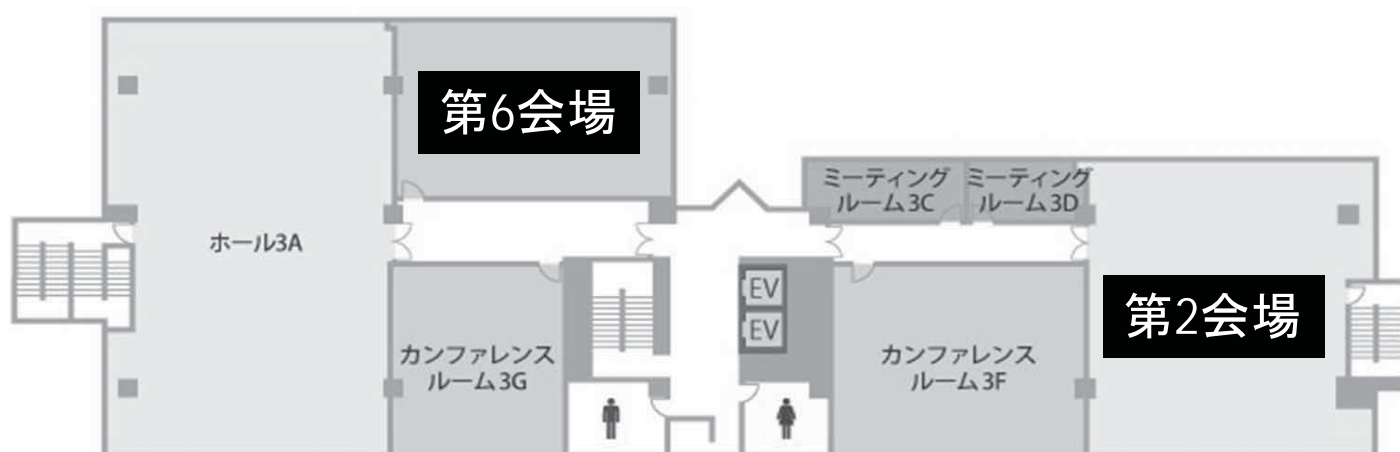 第6会場
ミーティング
ルーム3C
ミーティング
ルーム3D
ホール3A
EV
EV
第2会場
カンファレンス
ルーム3G
カンファレンス
ルーム3F